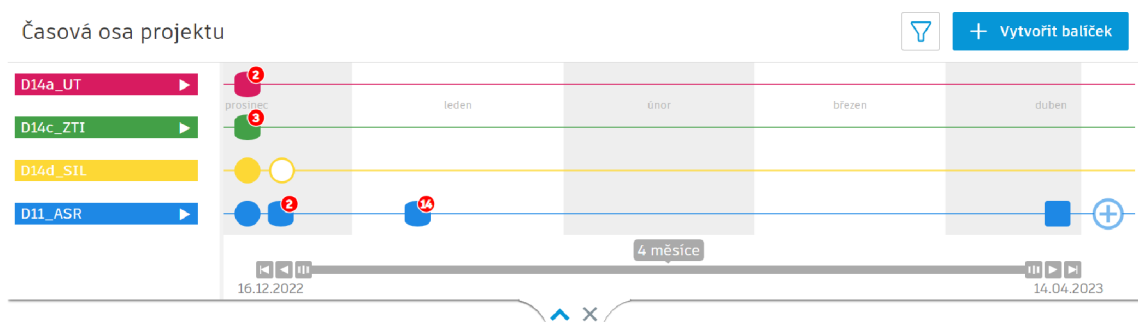 Časová osa projektu
+ Vytvořit balíček
D14a_UT
2
prosinec leden únor březen duben
D14c_ZTI
3
D14d_SIL
D11_ASR
2
14
4 měsíce
16.12.2022
14.04.2023